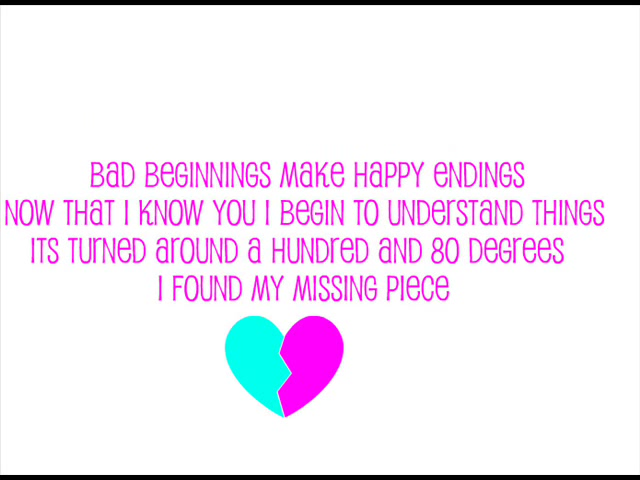 Bad Beginnings Make Happy Endings
Now That I Know You I Begin To Understand Things
Its Turned Around a Hundred and 80 Degrees
I Found My Missing Piece